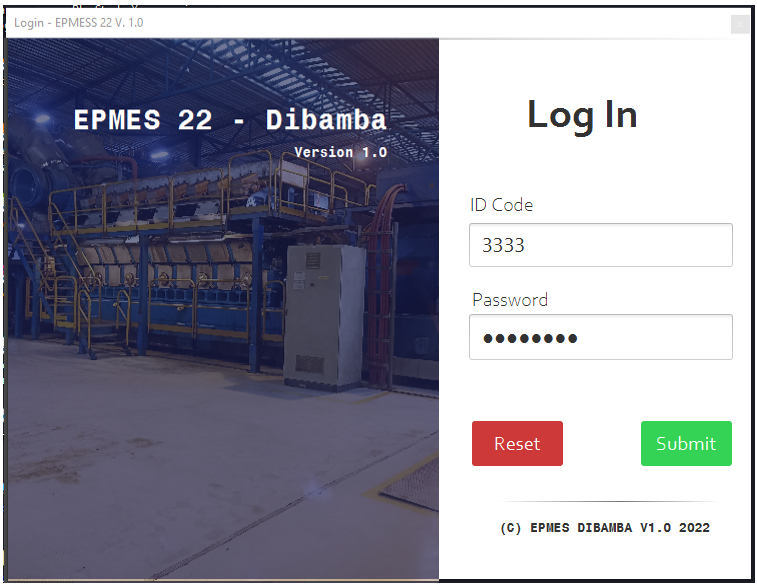 Login - EPMESS 22 V. 1.0
EPMES 22 - Dibamba
Version 1.0
Log In
ID Code
3333
Password
●●●●●●●●
Reset
Submit
(C) EPMES DIBAMBA V1.0 2022